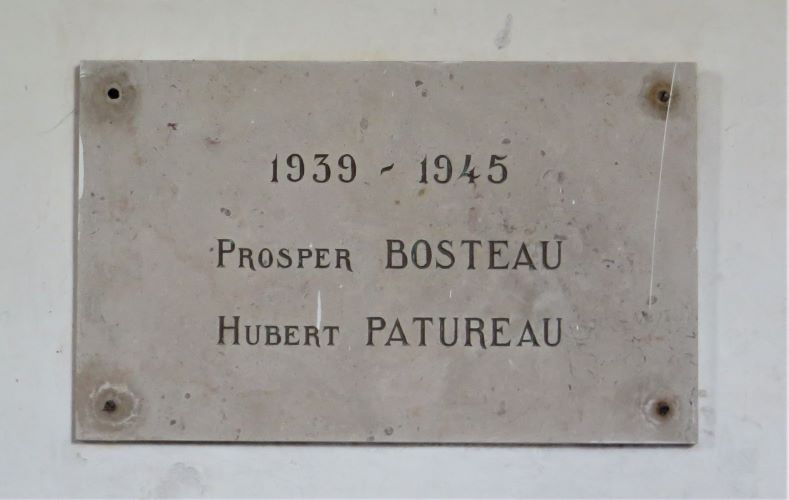 1939 - 1945
PROSPER BOSTEAU
HUBERT PATUREAU